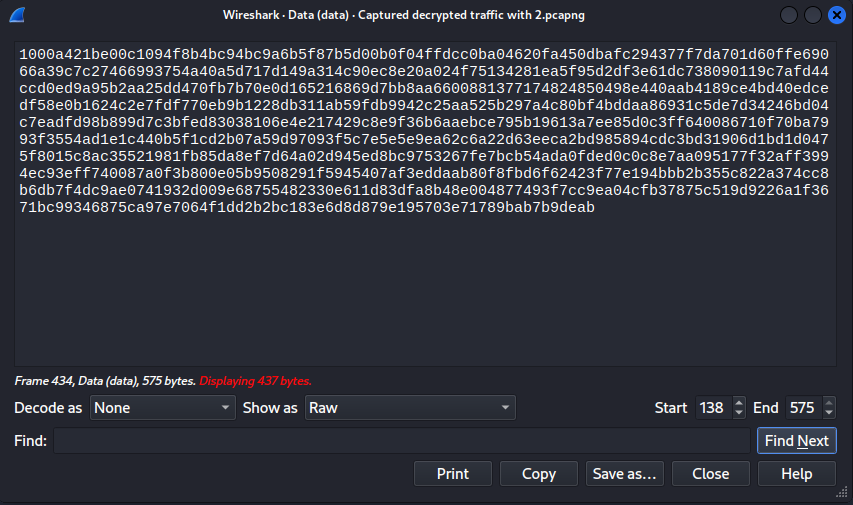 Wireshark · Data (data) · Captured decrypted traffic with 2.pcapng
1000a421be00c1094f8b4bc94bc9a6b5f87b5d00b0f04ffdcc0ba04620fa450dbafc294377f7da701d60ffe690
66a39c7c27466993754a40a5d717d149a314c90ec8e20a024f75134281ea5f95d2df3e61dc738090119c7afd44
ccd0ed9a95b2aa25dd470fb7b70e0d165216869d7bb8aa6600881377174824850498e440aab4189ce4bd40edce
df58e0b1624c2e7fdf770eb9b1228db311ab59fdb9942c25aa525b297a4c80bf4bddaa86931c5de7d34246bd04
c7eadfd98b899d7c3bfed83038106e4e217429c8e9f36b6aaebce795b19613a7ee85d0c3ff640086710f70ba79
93f3554ad1e1c440b5f1cd2b07a59d97093f5c7e5e5e9ea62c6a22d63eeca2bd985894cdc3bd31906d1bd1d047
5f8015c8ac35521981fb85da8ef7d64a02d945ed8bc9753267fe7bcb54ada0fded0c0c8e7aa095177f32aff399
4ec93eff740087a0f3b800e05b9508291f5945407af3eddaab80f8fbd6f62423f77e194bbb2b355c822a374cc8
b6db7f4dc9ae0741932d009e68755482330e611d83dfa8b48e004877493f7cc9ea04cfb37875c519d9226a1f36
71bc99346875ca97e7064f1dd2b2bc183e6d8d879e195703e71789bab7b9deab
Frame 434, Data (data), 575 bytes. Displaying 437 bytes.
Decode as None Show as Raw Start 138 End 575
Find: Find Next
Print Copy Save as... Close Help